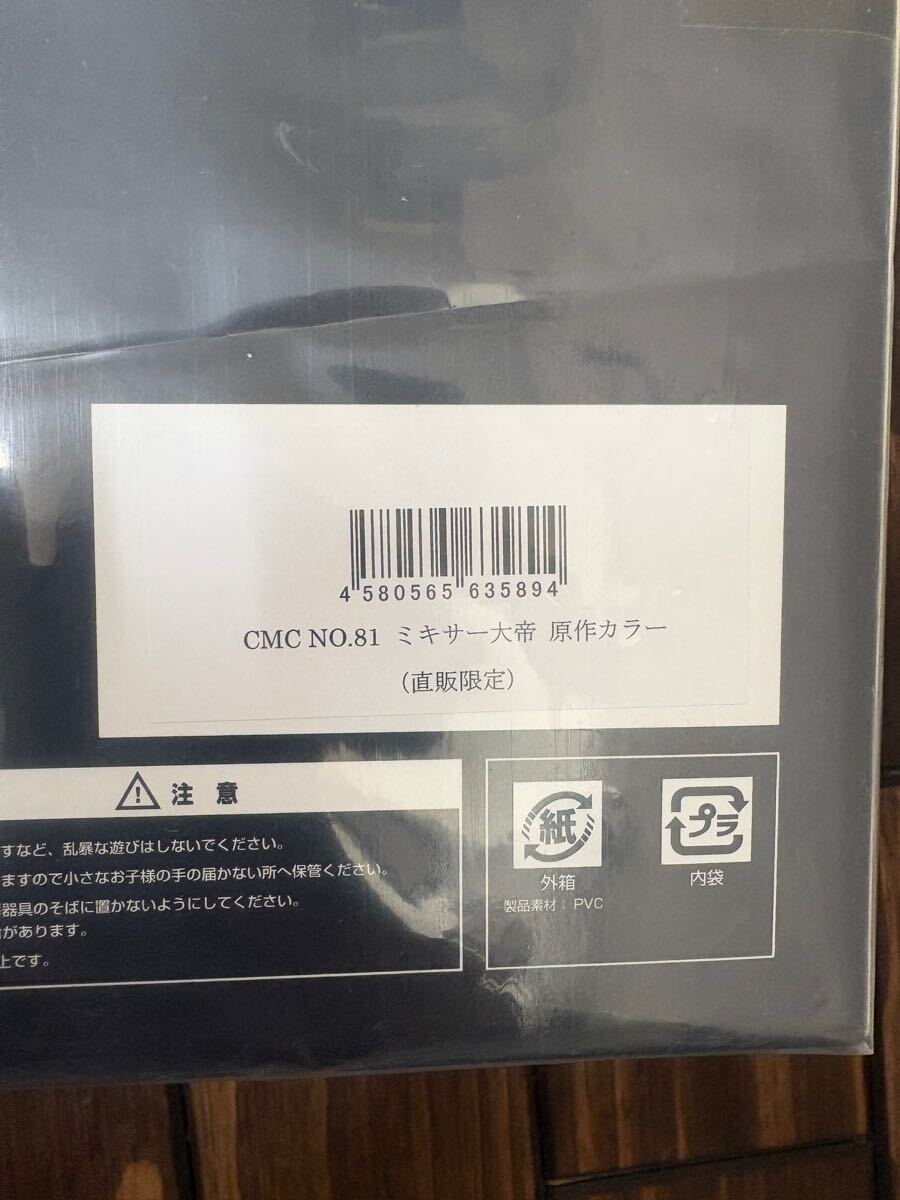 4 580565 635894
CMC NO.81 ミキサー大帝 原作カラー
（直販限定）
注意
すなど、乱暴な遊びはしないでください。
ますので小さなお子様の手の届かない所へ保管ください。
器具のそばに置かないようにしてください。
があります。
上です。
紙
外箱
プラ
内袋
製品素材：PVC